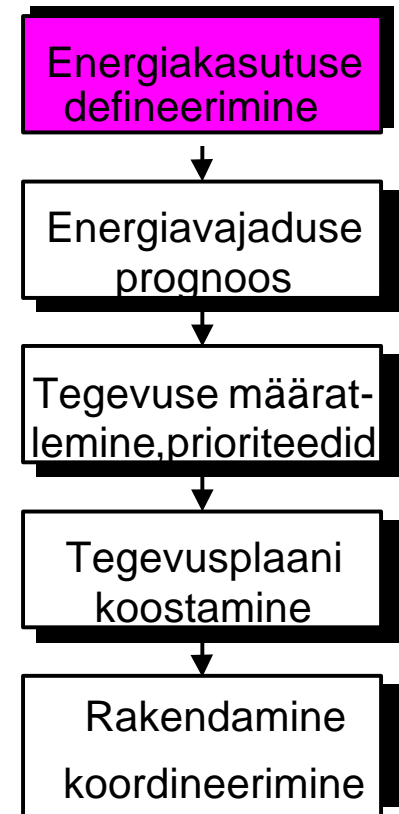 Energiakasutuse
defineerimine
Energiavajaduse
prognoos
Tegevuse määrat-
lemine,prioriteedid
Tegevusplaani
koostamine
Rakendamine
koordineerimine